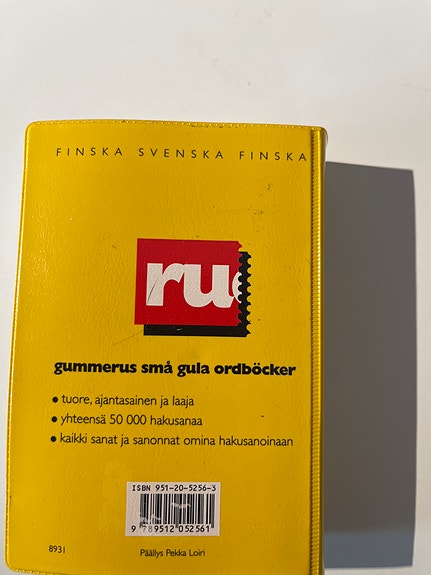 FINSKA SVENSKA FINSKA
ru
gummerus små gula ordböcker
• tuore, ajantasainen ja laaja
• yhteensä 50 000 hakusanaa
• kaikki sanat ja sanonnat omina hakusanoinaan
ISBN 951-20-5256-3
9 789512 052561
8931
Päällys Pekka Loiri